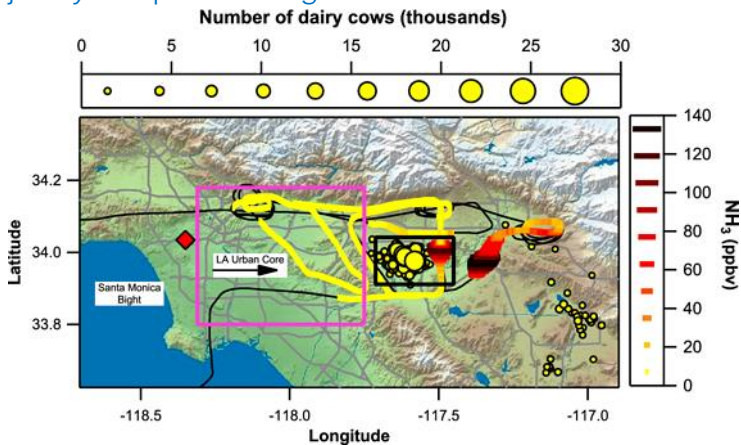 Number of dairy cows (thousands)
0 5 10 15 20 25 30
140
120
100
80
60
40
20
0
NH3 (ppbv)
34.2
34.0
33.8
Latitude
LA Urban Core
Santa Monica
Bight
-118.5 -118.0 -117.5 -117.0
Longitude